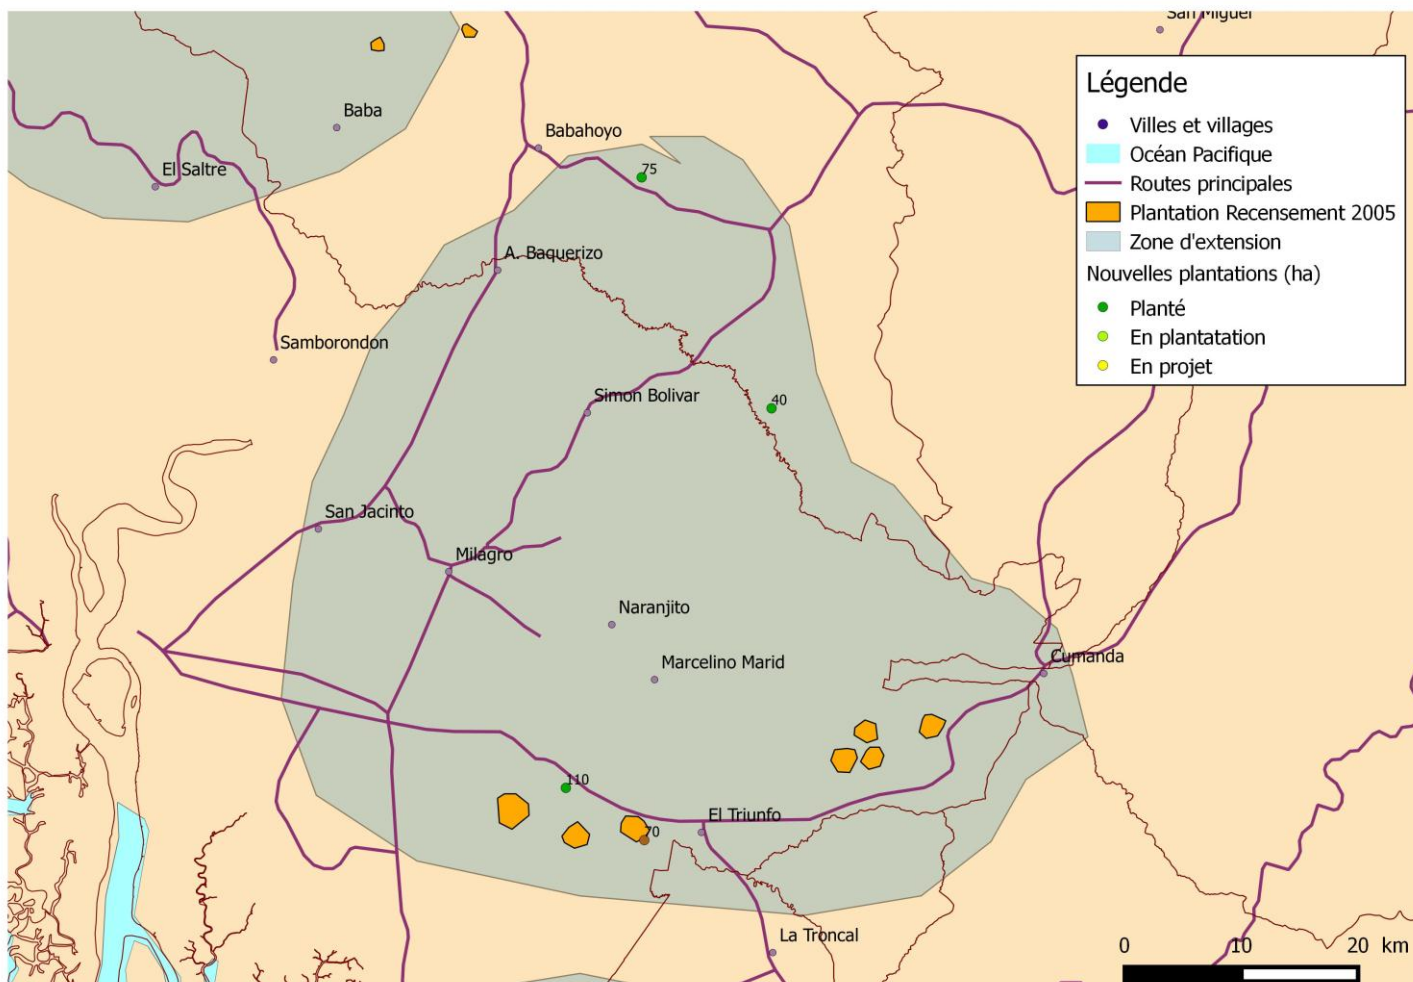 San Miguel
Légende
Villes et villages
Océan Pacifique
Routes principales
Plantation Recensement 2005
Zone d'extension
Nouvelles plantations (ha)
Planté
En plantatation
En projet
Baba
Babahoyo
El Saltre
75
A. Baquerizo
Samborondon
Simon Bolivar
40
San Jacinto
Milagro
Naranjito
Marcelino Marid
Cumanda
110
El Triunfo
70
La Troncal
0 10 20 km